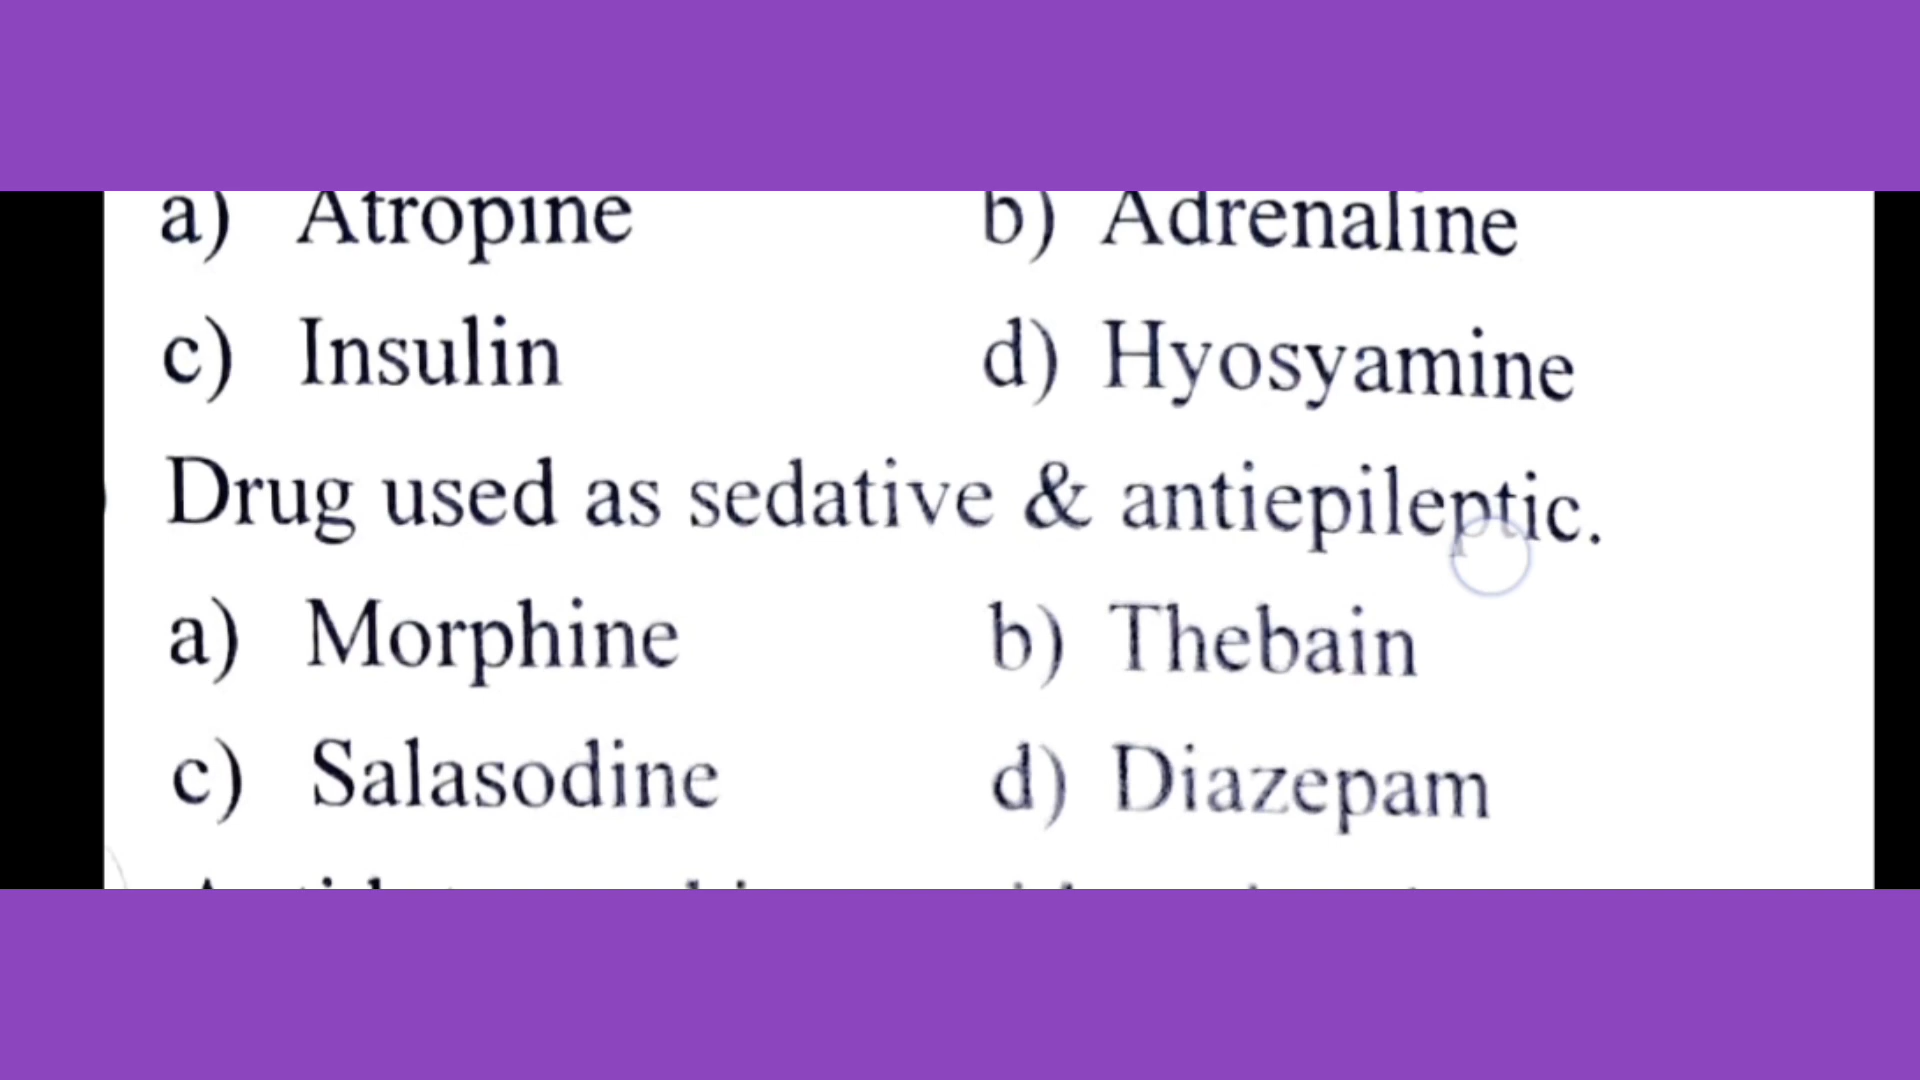 a) Atropine b) Adrenaline
c) Insulin d) Hyosyamine
Drug used as sedative & antiepileptic.
a) Morphine b) Thebain
c) Salasodine d) Diazepam